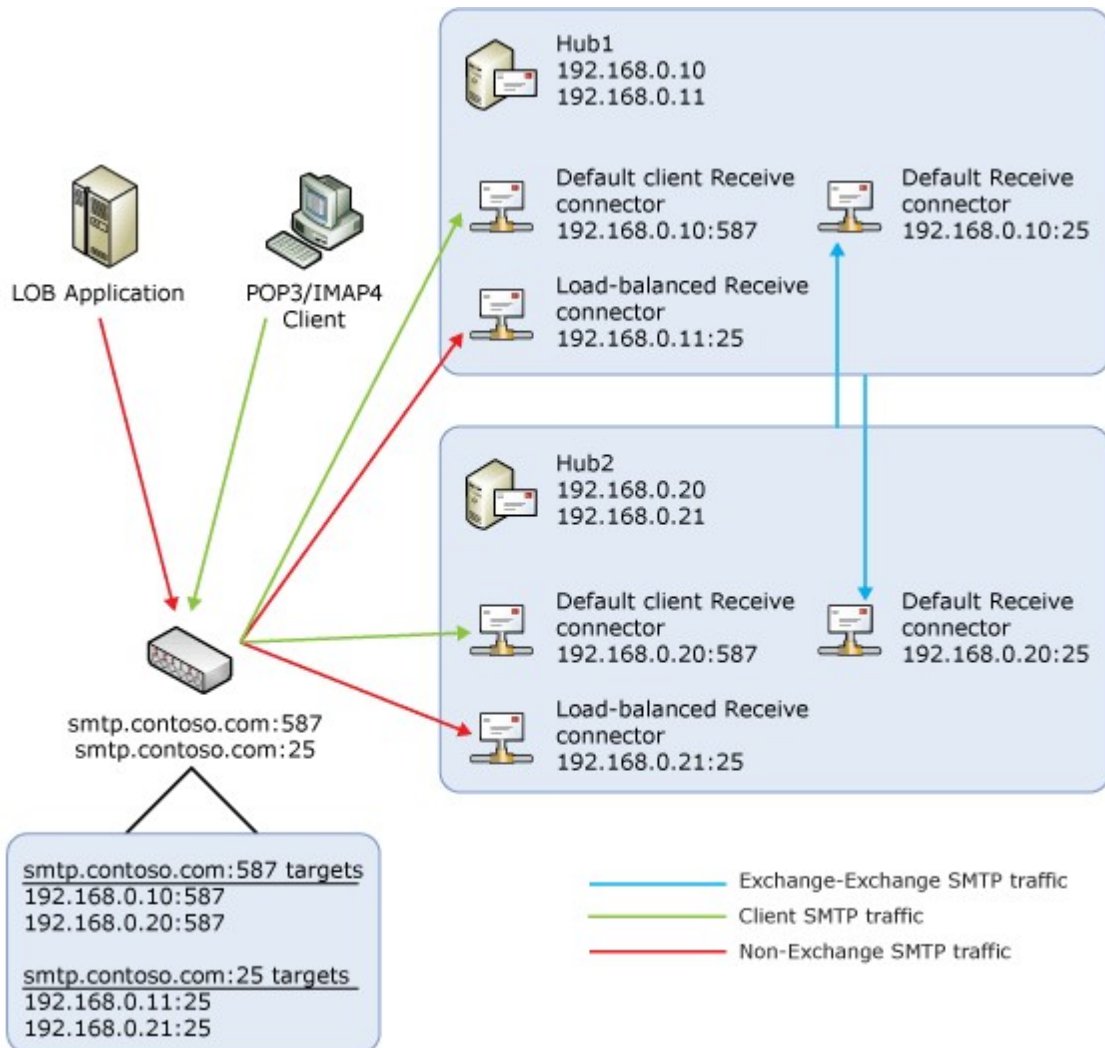 Hub1
192.168.0.10
192.168.0.11
Default client Receive
connector
192.168.0.10:587
Default Receive
connector
192.168.0.10:25
Load-balanced Receive
connector
192.168.0.11:25
LOB Application
POP3/IMAP4
Client
Hub2
192.168.0.20
192.168.0.21
Default client Receive
connector
192.168.0.20:587
Default Receive
connector
192.168.0.20:25
Load-balanced Receive
connector
192.168.0.21:25
smtp.contoso.com:587
smtp.contoso.com:25
smtp.contoso.com:587 targets
192.168.0.10:587
192.168.0.20:587
smtp.contoso.com:25 targets
192.168.0.11:25
192.168.0.21:25
Exchange-Exchange SMTP traffic
Client SMTP traffic
Non-Exchange SMTP traffic